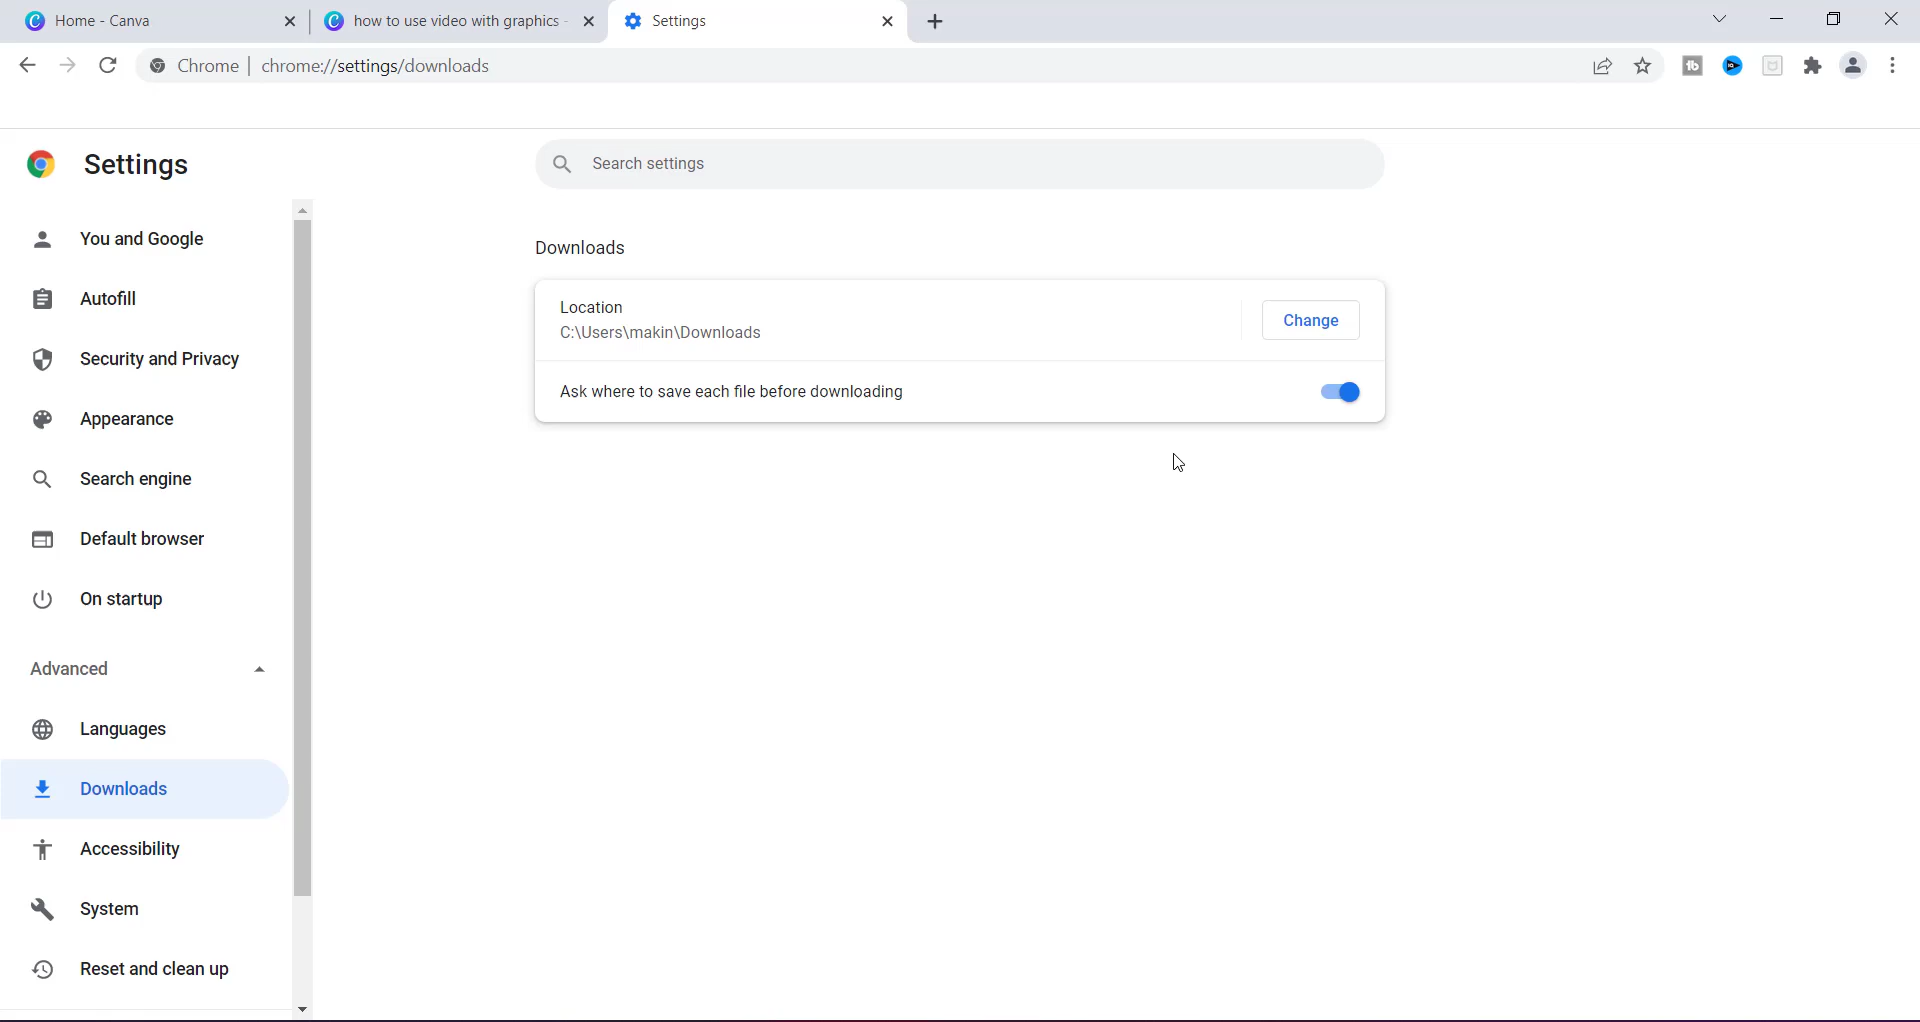 Home - Canva
how to use video with graphics -
Settings
Chrome | chrome://settings/downloads
Settings
Search settings
You and Google
Autofill
Security and Privacy
Appearance
Search engine
Default browser
On startup
Advanced
Languages
Downloads
Accessibility
System
Reset and clean up
Downloads
Location
C:\Users\makin\Downloads
Change
Ask where to save each file before downloading